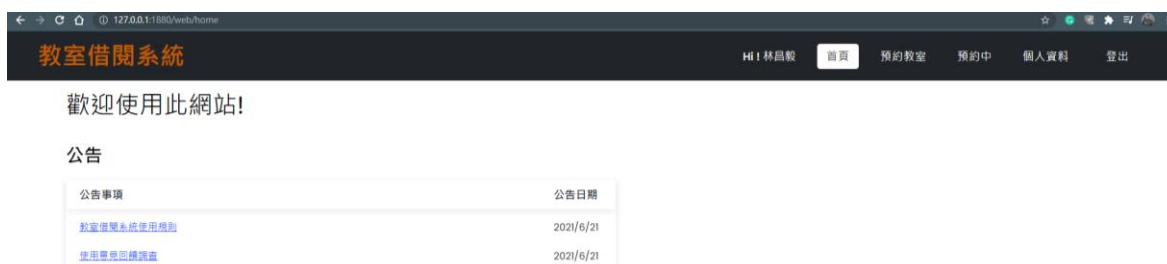 127.0.0.1:1880/web/home
教室借閱系統
Hi ! 林昌毅 首頁 預約教室 預約中 個人資料 登出
歡迎使用此網站!
公告
公告事項 公告日期
教室借閱系統使用規則 2021/6/21
使用意見回饋調查 2021/6/21